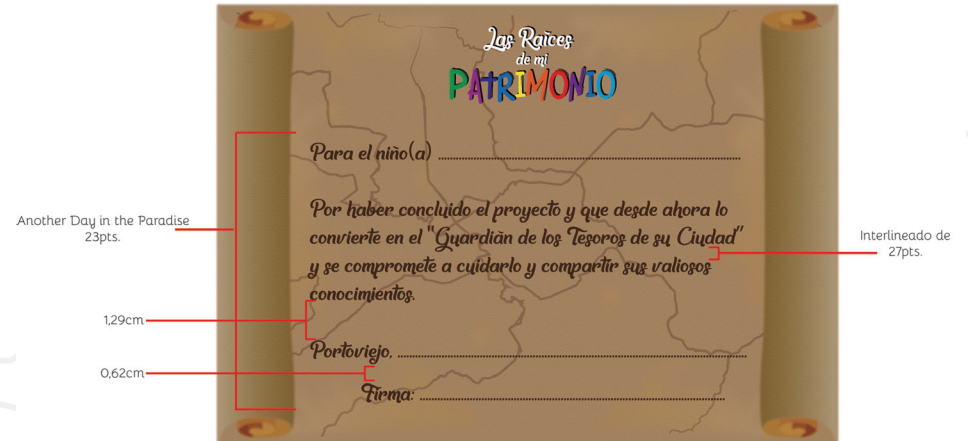 Las Raíces
de mi
PATRIMONIO
Para el niño(a) ................................................
Por haber concluido el proyecto y que desde ahora lo
convierte en el "Guardián de los Tesoros de su Ciudad"
y se compromete a cuidarlo y compartir sus valiosos
conocimientos.
Portoviejo, ................................................
Firma: ................................................
Another Day in the Paradise
23pts.
1,29cm
0,62cm
Interlineado de
27pts.